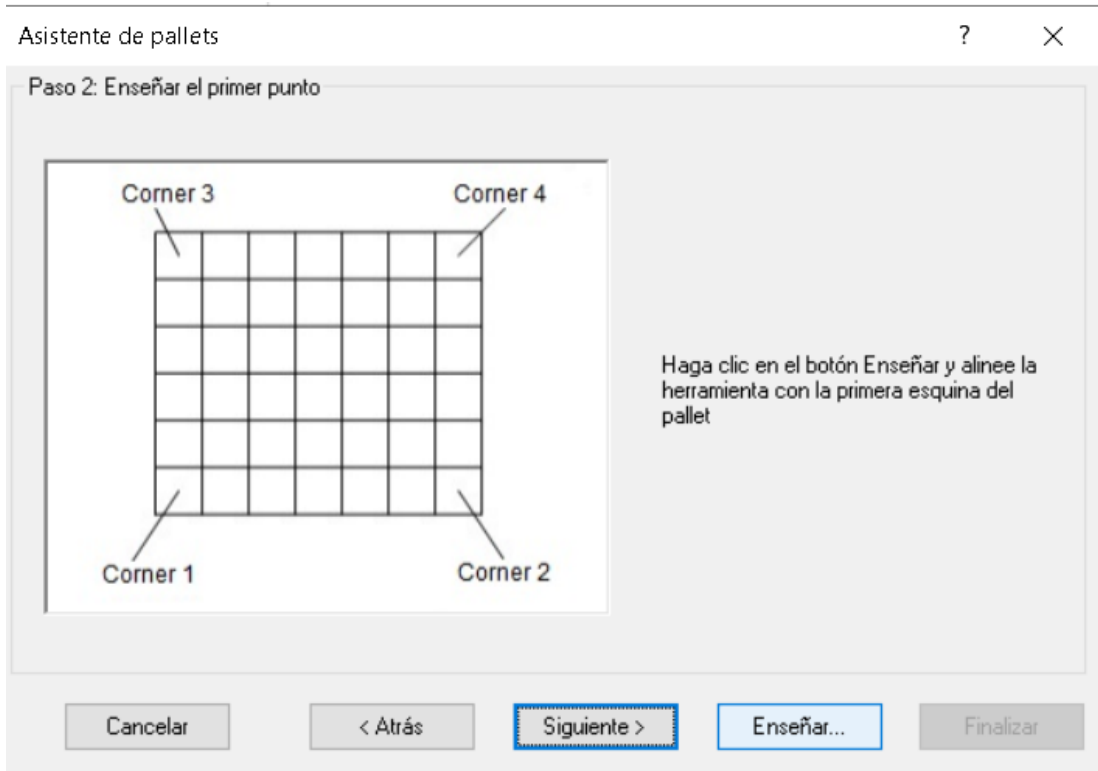 Asistente de pallets
?
Paso 2: Enseñar el primer punto
Corner 3
Corner 4
Corner 1
Corner 2
Haga clic en el botón Enseñar y alinee la
herramienta con la primera esquina del
pallet
Cancelar
< Atrás
Siguiente >
Enseñar...
Finalizar